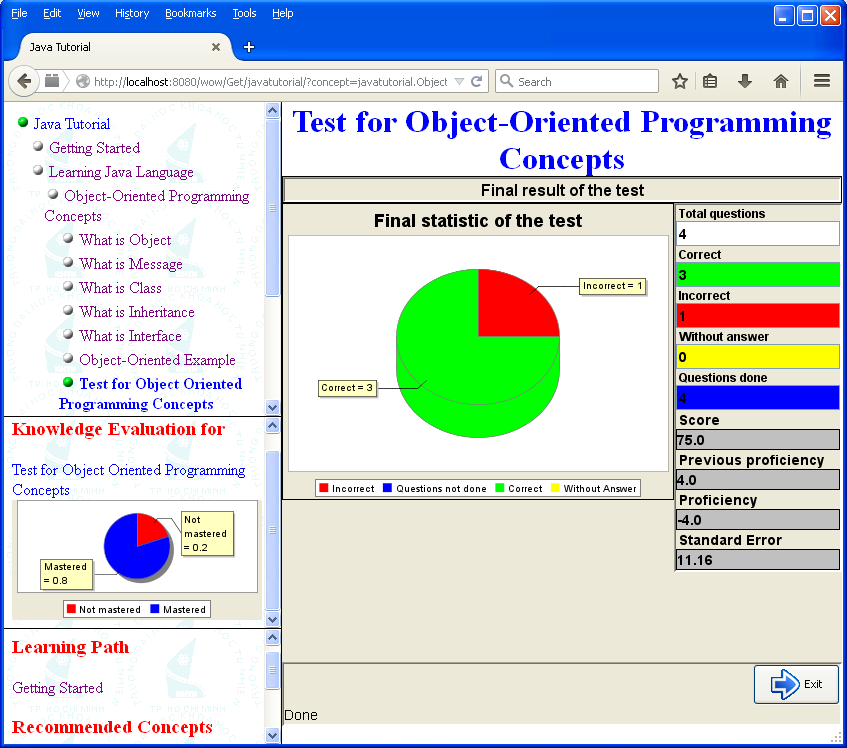 File Edit View History Bookmarks Tools Help
Java Tutorial
http://localhost:8080/wow/Get/javatutorial/?concept=javatutorial.Object
Search
Java Tutorial
Getting Started
Learning Java Language
Object-Oriented Programming
Concepts
What is Object
What is Message
What is Class
What is Inheritance
What is Interface
Object-Oriented Example
Test for Object Oriented
Programming Concepts
Knowledge Evaluation for
Test for Object Oriented Programming
Concepts
Not
mastered
= 0.2
Mastered
= 0.8
Not mastered Mastered
Learning Path
Getting Started
Recommended Concepts
Test for Object-Oriented Programming
Concepts
Final result of the test
Final statistic of the test
Incorrect = 1
Correct = 3
Incorrect Questions not done Correct Without Answer
Total questions
4
Correct
3
Incorrect
1
Without answer
0
Questions done
4
Score
75.0
Previous proficiency
4.0
Proficiency
-4.0
Standard Error
11.16
Exit
Done